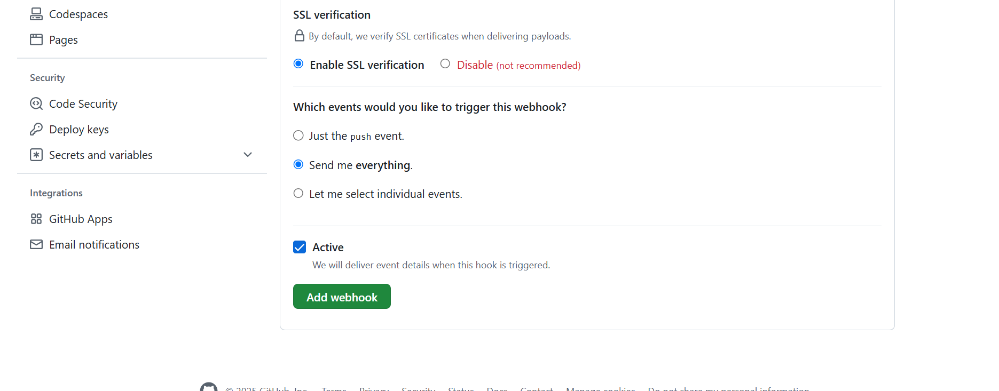 Codespaces
Pages
Security
Code Security
Deploy keys
Secrets and variables
Integrations
GitHub Apps
Email notifications
SSL verification
By default, we verify SSL certificates when delivering payloads.
Enable SSL verification Disable (not recommended)
Which events would you like to trigger this webhook?
Just the push event.
Send me everything.
Let me select individual events.
Active
We will deliver event details when this hook is triggered.
Add webhook
© 2025 GitHub, Inc. Terms Privacy Security Status Docs Contact Manage cookies Do not share my personal information